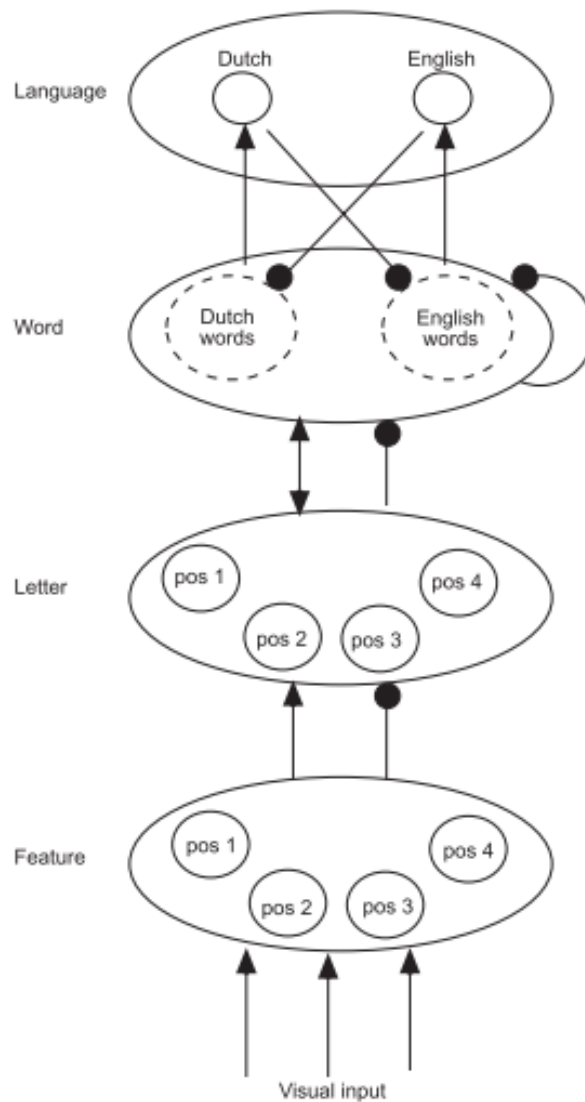 Dutch English
Language
Word
Dutch
words
English
words
Letter
pos 1
pos 4
pos 2
pos 3
Feature
pos 1
pos 4
pos 2
pos 3
Visual input